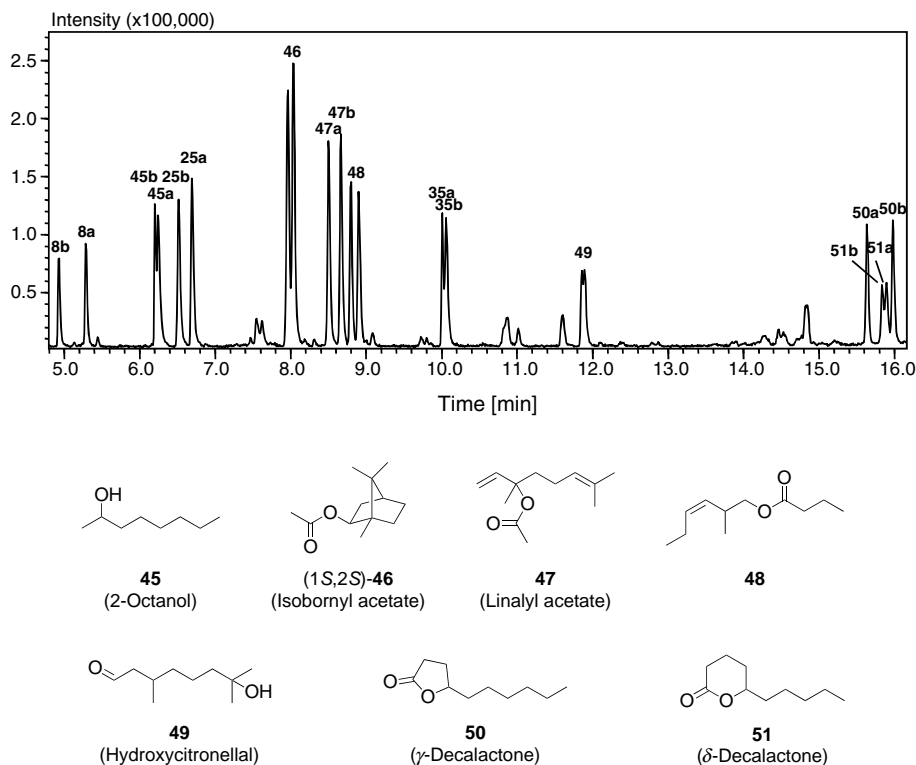 Intensity (x100,000)
2.5
2.0
1.5
1.0
0.5
46
47b
47a
48
25a
45b 25b
45a
8b
8a
35a
35b
49
50a 50b
51b
51a
5.0 6.0 7.0 8.0 9.0 10.0 11.0 12.0 13.0 14.0 15.0 16.0
Time [min]
OH
45
(2-Octanol)
O
O
(1S,2S)-46
(Isobornyl acetate)
O
O
47
(Linalyl acetate)
O
O
48
O
OH
49
(Hydroxycitronellal)
O
O
50
(γ-Decalactone)
O
O
51
(δ-Decalactone)